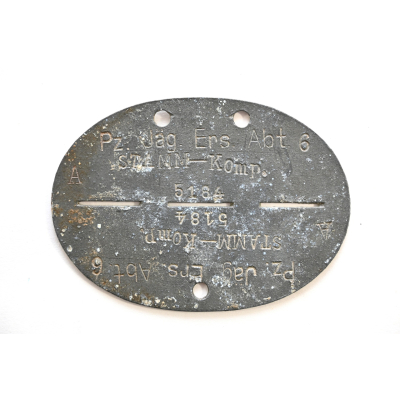 Pz. Jäg. Ers. Abt 6
STAMM-Komp.
A
5184
5184
A
STAMM-Komp
Pz. Jäg. Ers. Abt 6